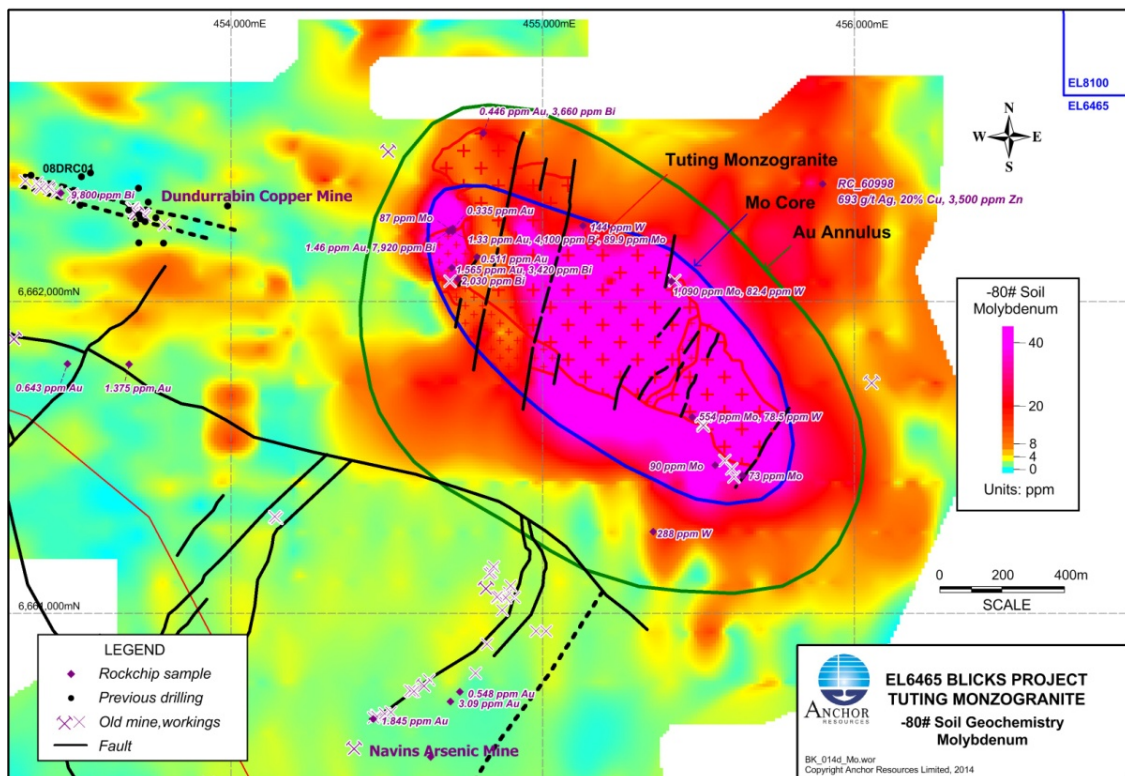 454,000mE
455,000mE
456,000mE
EL8100
EL6465
N
W E
S
0.446 ppm Au, 3,660 ppm Bi
08DRC01
9,800ppm Bi
Dundurrabin Copper Mine
Tuting Monzogranite
RC_60998
693 g/t Ag, 20% Cu, 3,500 ppm Zn
Mo Core
Au Annulus
87 ppm Mo
0.335 ppm Au
144 ppm W
1.33 ppm Au, 4,100 ppm Bi, 89.9 ppm Mo
1.46 ppm Au, 7,920 ppm Bi
0.511 Au
1.565 ppm Au, 3,420 ppm Bi
2,030 ppm Bi
1,090 ppm Mo, 82.4 ppm W
6,662,000mN
-80# Soil
Molybdenum
40
20
8
4
0
Units: ppm
0.643 ppm Au
1.375 ppm Au
554 ppm Mo, 78.5 ppm W
90 ppm Mo
73 ppm Mo
288 ppm W
0 200 400m
SCALE
6,661,000mN
LEGEND
Rockchip sample
Previous drilling
Old mine,workings
Fault
0.548 ppm Au
3.09 ppm Au
1.845 ppm Au
Navins Arsenic Mine
ANCHOR
RESOURCES
EL6465 BLICKS PROJECT
TUTING MONZOGRANITE
-80# Soil Geochemistry
Molybdenum
BK_014d_Mo.wor
Copyright Anchor Resources Limited, 2014